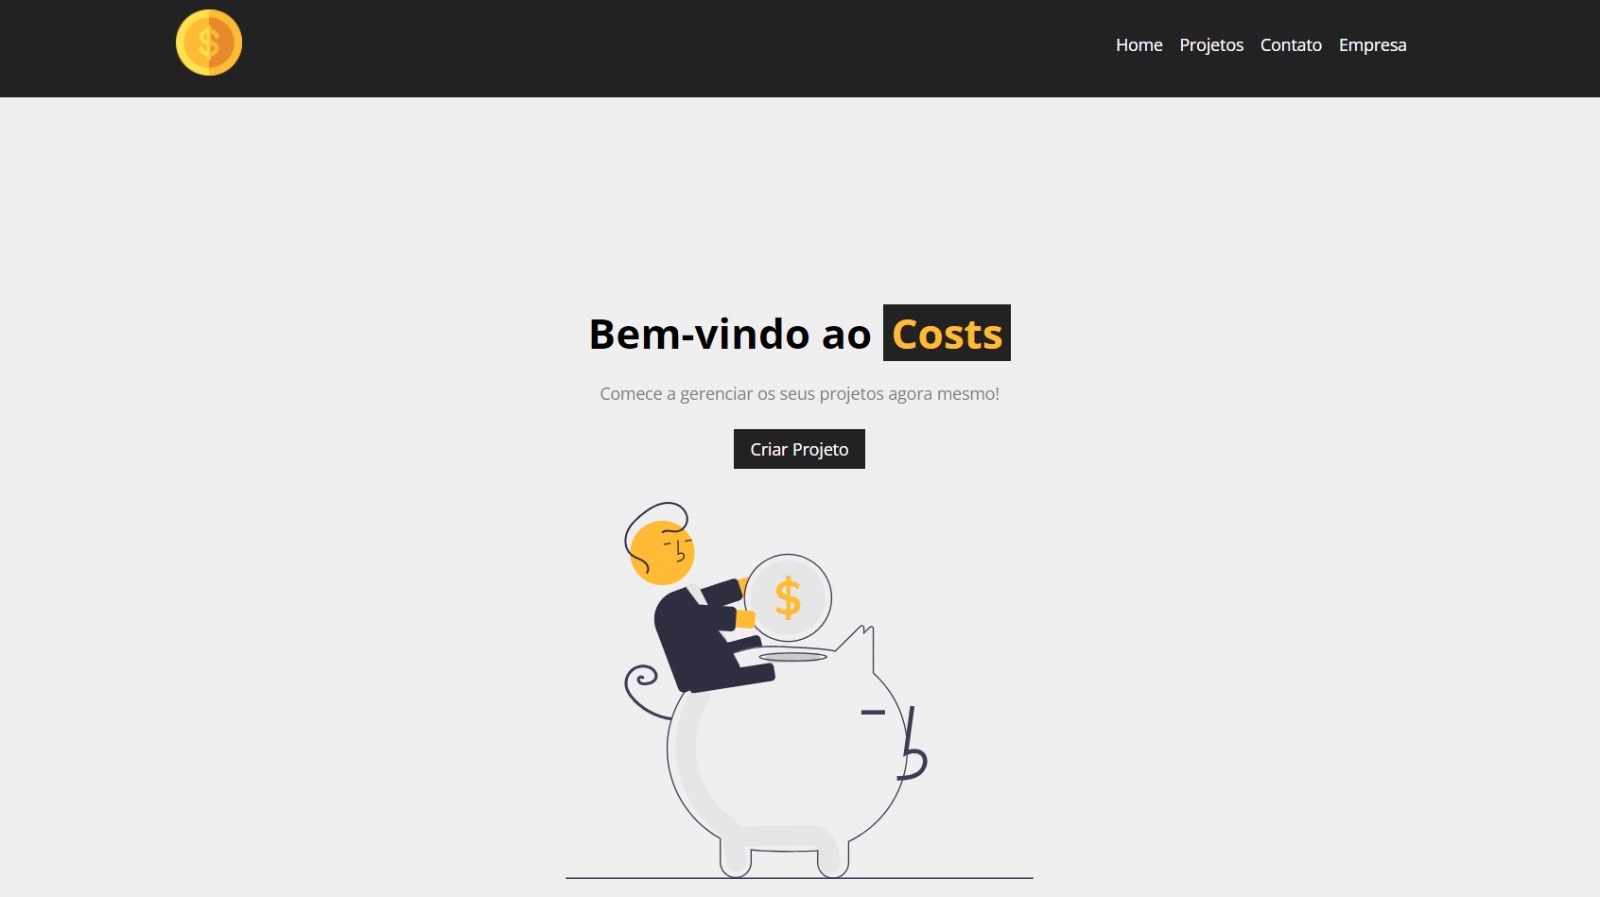 $
Home Projetos Contato Empresa
Bem-vindo ao Costs
Comece a gerenciar os seus projetos agora mesmo!
Criar Projeto
$